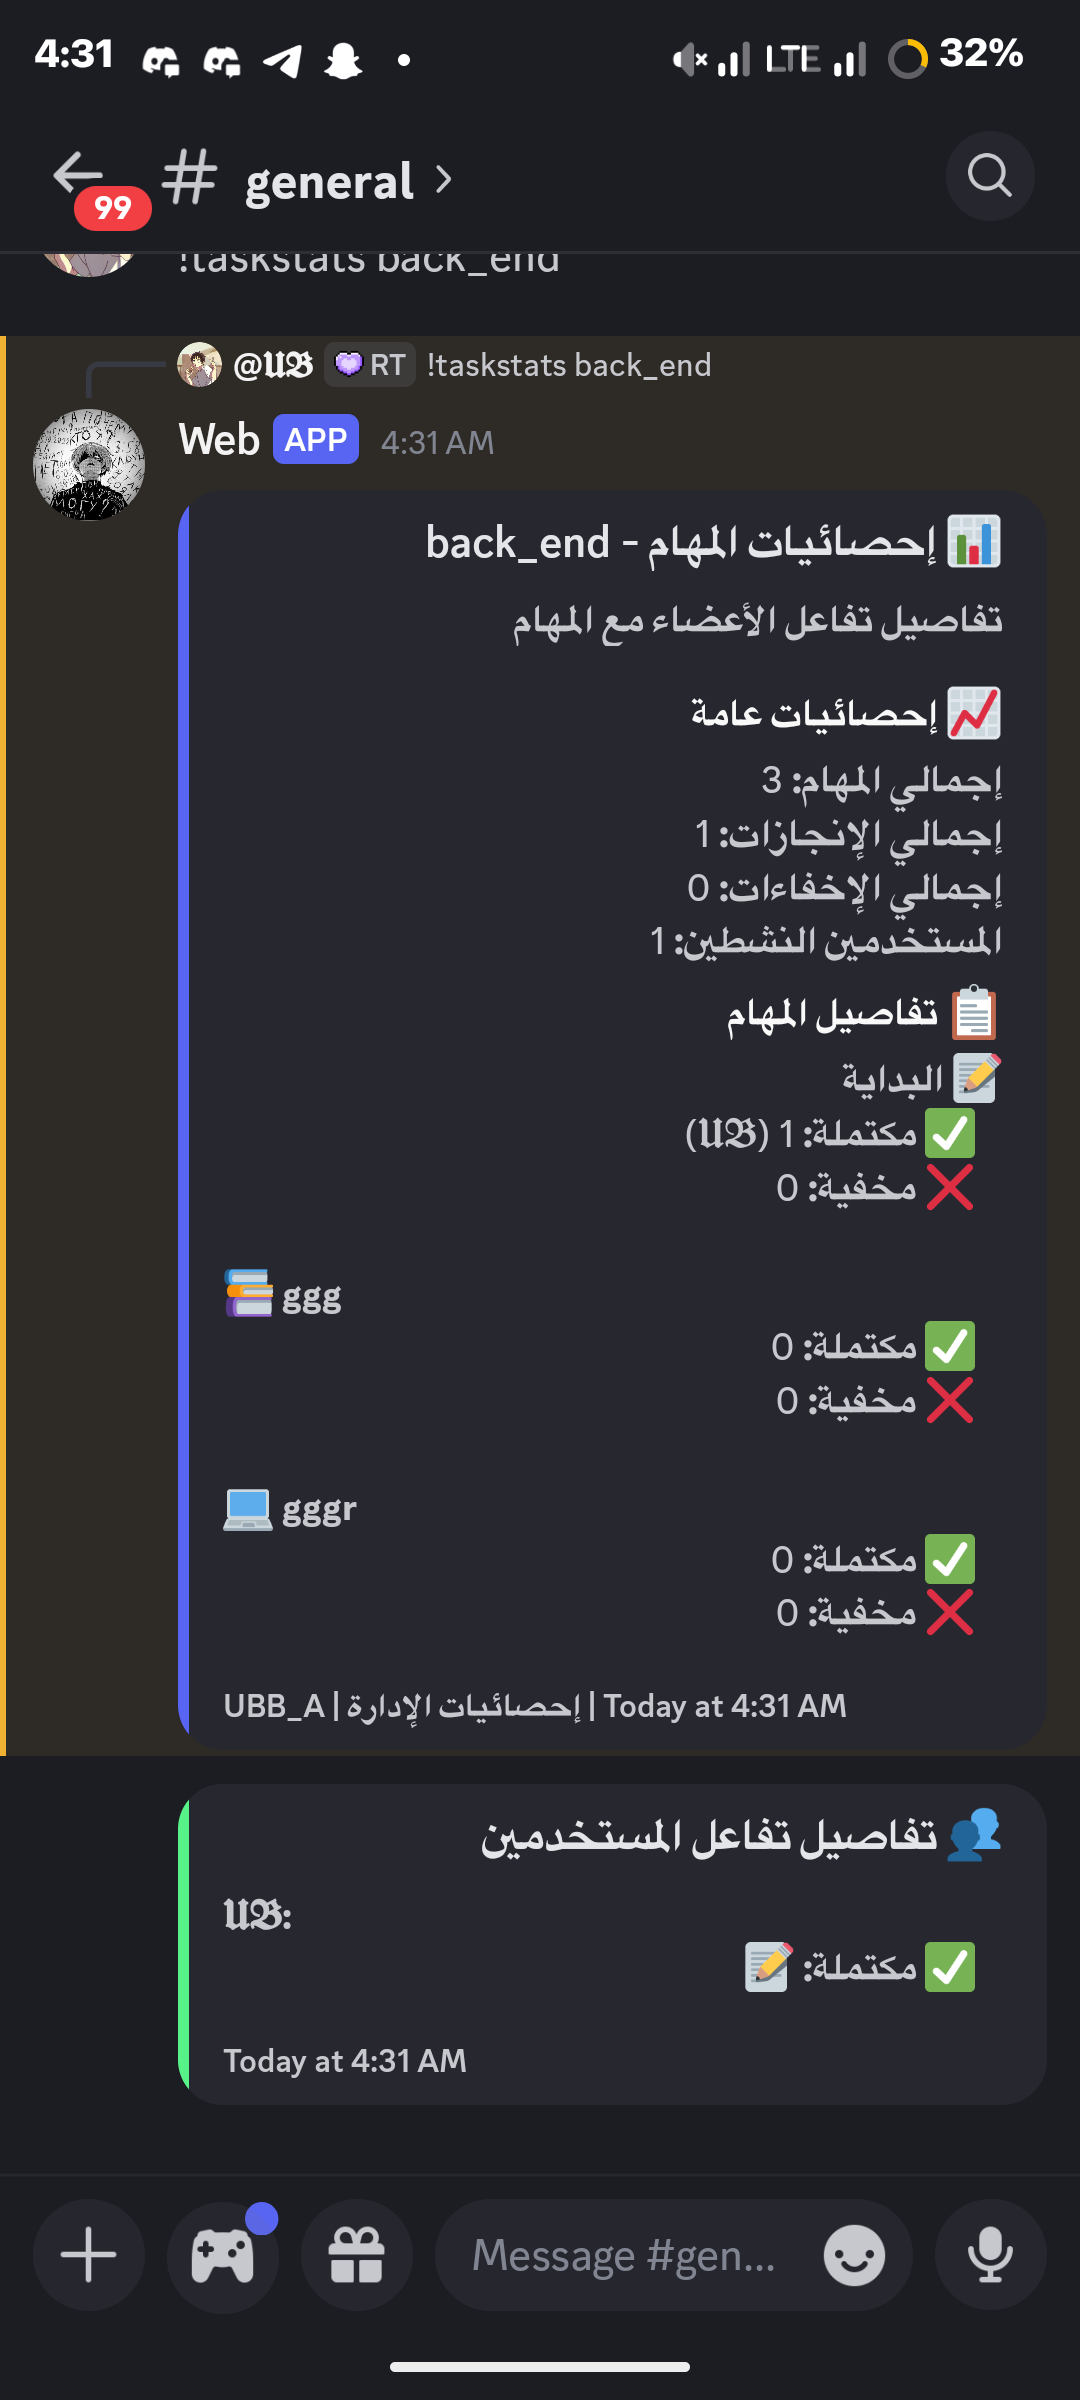 4:31
LTE
32%
99
# general
!taskstats back_end
@𝖀𝕭 RT !taskstats back_end
Web APP 4:31 AM
إحصائيات المهام - back_end
تفاصيل تفاعل الأعضاء مع المهام
إحصائيات عامة
إجمالي المهام: 3
إجمالي الإنجازات: 1
إجمالي الإخفاءات: 0
المستخدمين النشطين: 1
تفاصيل المهام
البداية
مكتملة: 1 (𝖀𝕭)
مخفية: 0
ggg
مكتملة: 0
مخفية: 0
gggr
مكتملة: 0
مخفية: 0
UBB_A | إحصائيات الإدارة | Today at 4:31 AM
تفاصيل تفاعل المستخدمين
𝖀𝕭:
مكتملة:
Today at 4:31 AM
Message #gen...